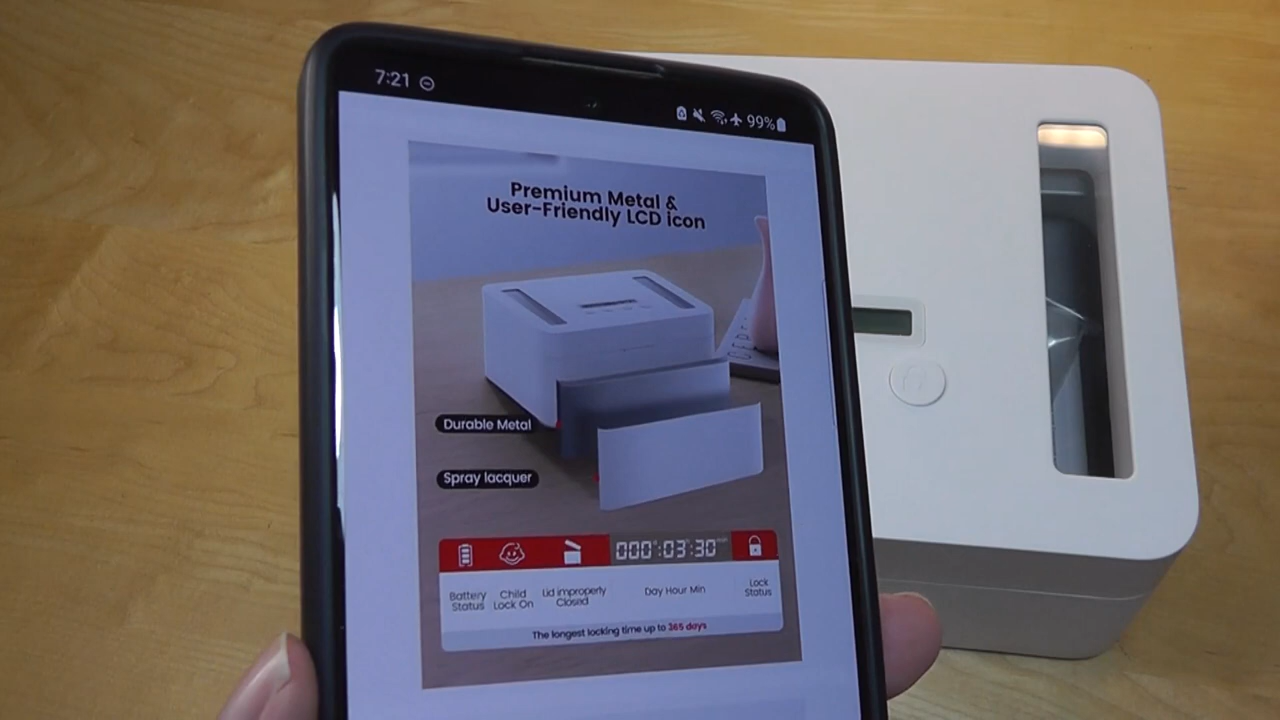 7:21
99%
Premium Metal &
User-Friendly LCD icon
Durable Metal
Spray lacquer
000:03:30
Battery
Status
Child
Lock On
Lid improperly
Closed
Day Hour Min
Lock
Status
The longest locking time up to 365 days